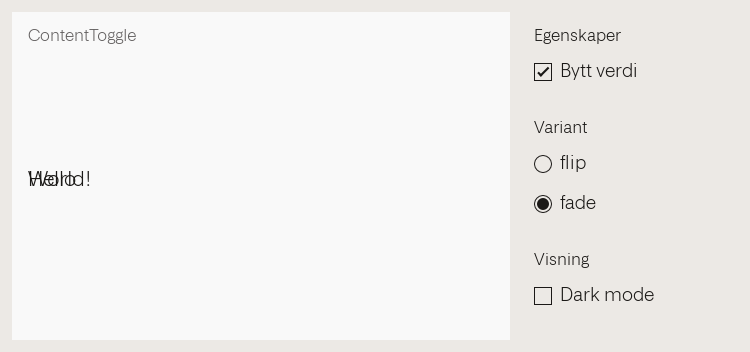 ContentToggle
Egenskaper
Bytt verdi
Variant
flip
fade
Visning
Dark mode